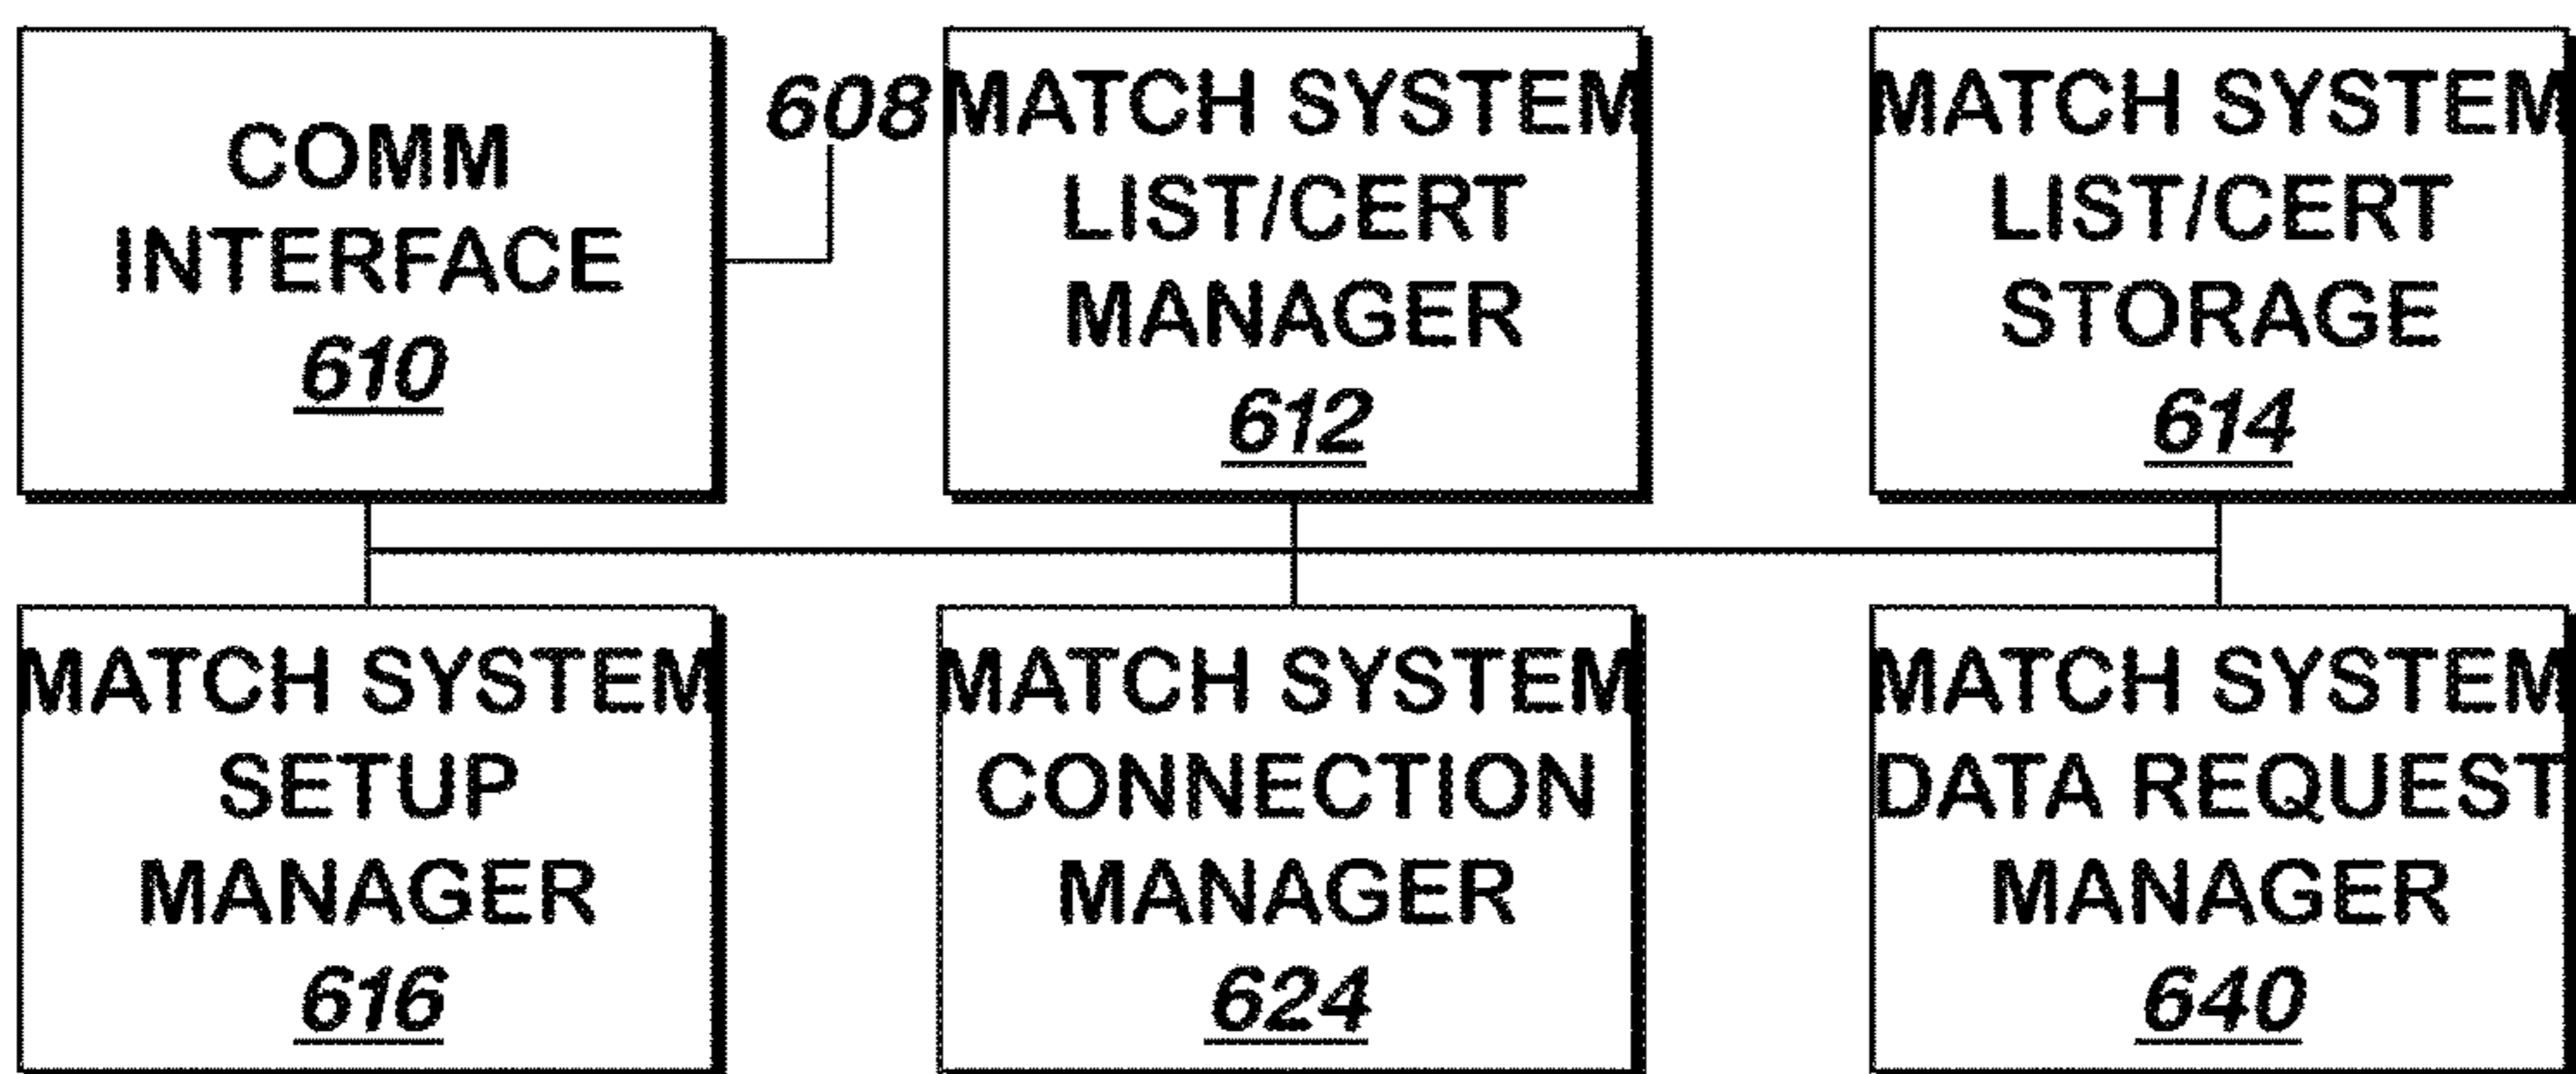 COMM
INTERFACE
610
608
MATCH SYSTEM
LIST/CERT
MANAGER
612
MATCH SYSTEM
LIST/CERT
STORAGE
614
MATCH SYSTEM
SETUP
MANAGER
616
MATCH SYSTEM
CONNECTION
MANAGER
624
MATCH SYSTEM
DATA REQUEST
MANAGER
640